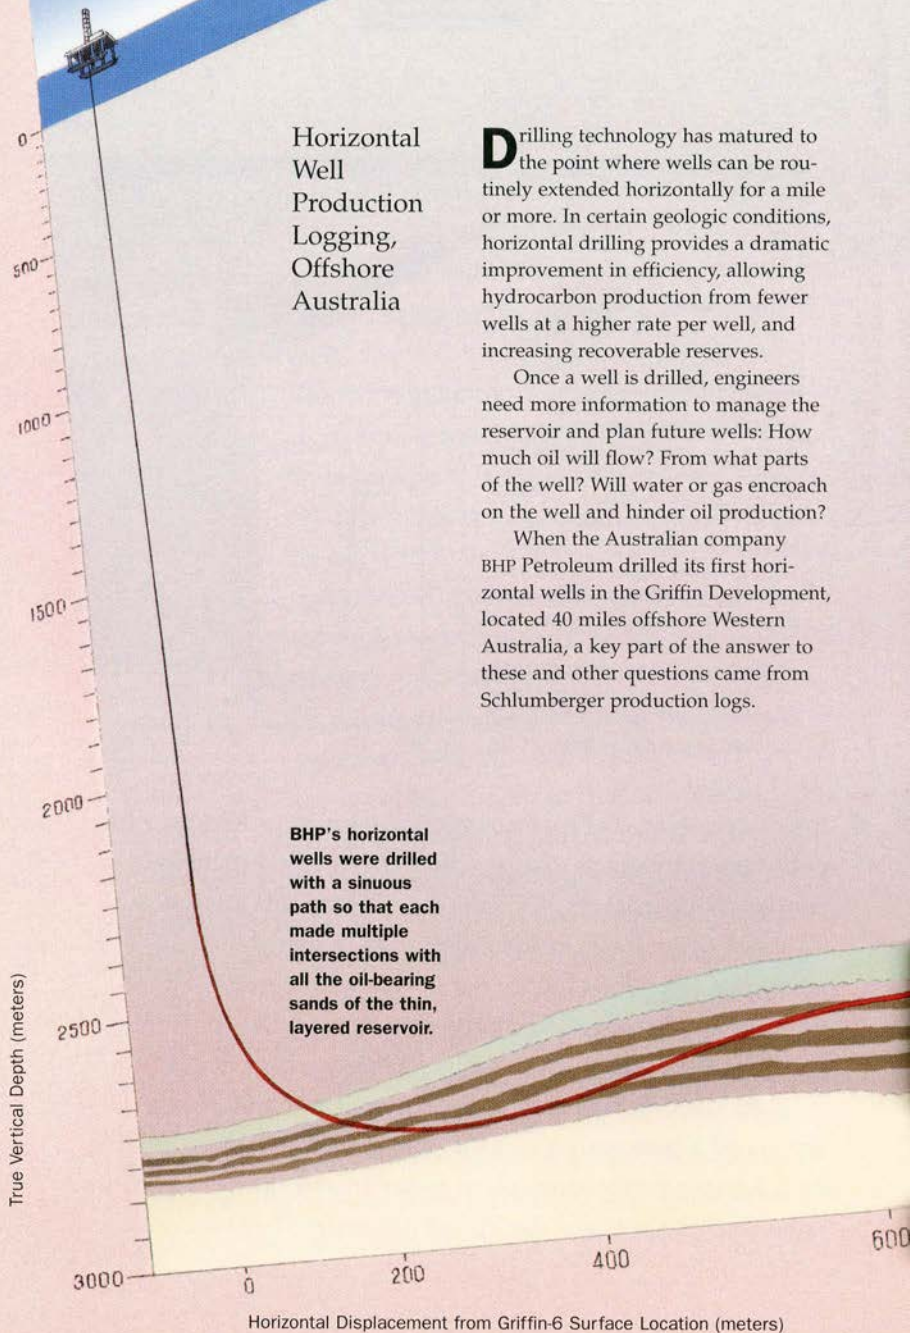 Horizontal
Well
Production
Logging,
Offshore
Australia
Drilling technology has matured to
the point where wells can be rou-
tinely extended horizontally for a mile
or more. In certain geologic conditions,
horizontal drilling provides a dramatic
improvement in efficiency, allowing
hydrocarbon production from fewer
wells at a higher rate per well, and
increasing recoverable reserves.
Once a well is drilled, engineers
need more information to manage the
reservoir and plan future wells: How
much oil will flow? From what parts
of the well? Will water or gas encroach
on the well and hinder oil production?
When the Australian company
BHP Petroleum drilled its first hori-
zontal wells in the Griffin Development,
located 40 miles offshore Western
Australia, a key part of the answer to
these and other questions came from
Schlumberger production logs.
BHP's horizontal
wells were drilled
with a sinuous
path so that each
made multiple
intersections with
all the oil-bearing
sands of the thin,
layered reservoir.
True Vertical Depth (meters)
0
500
1000
1500
2000
2500
3000
0
200
400
600
Horizontal Displacement from Griffin-6 Surface Location (meters)